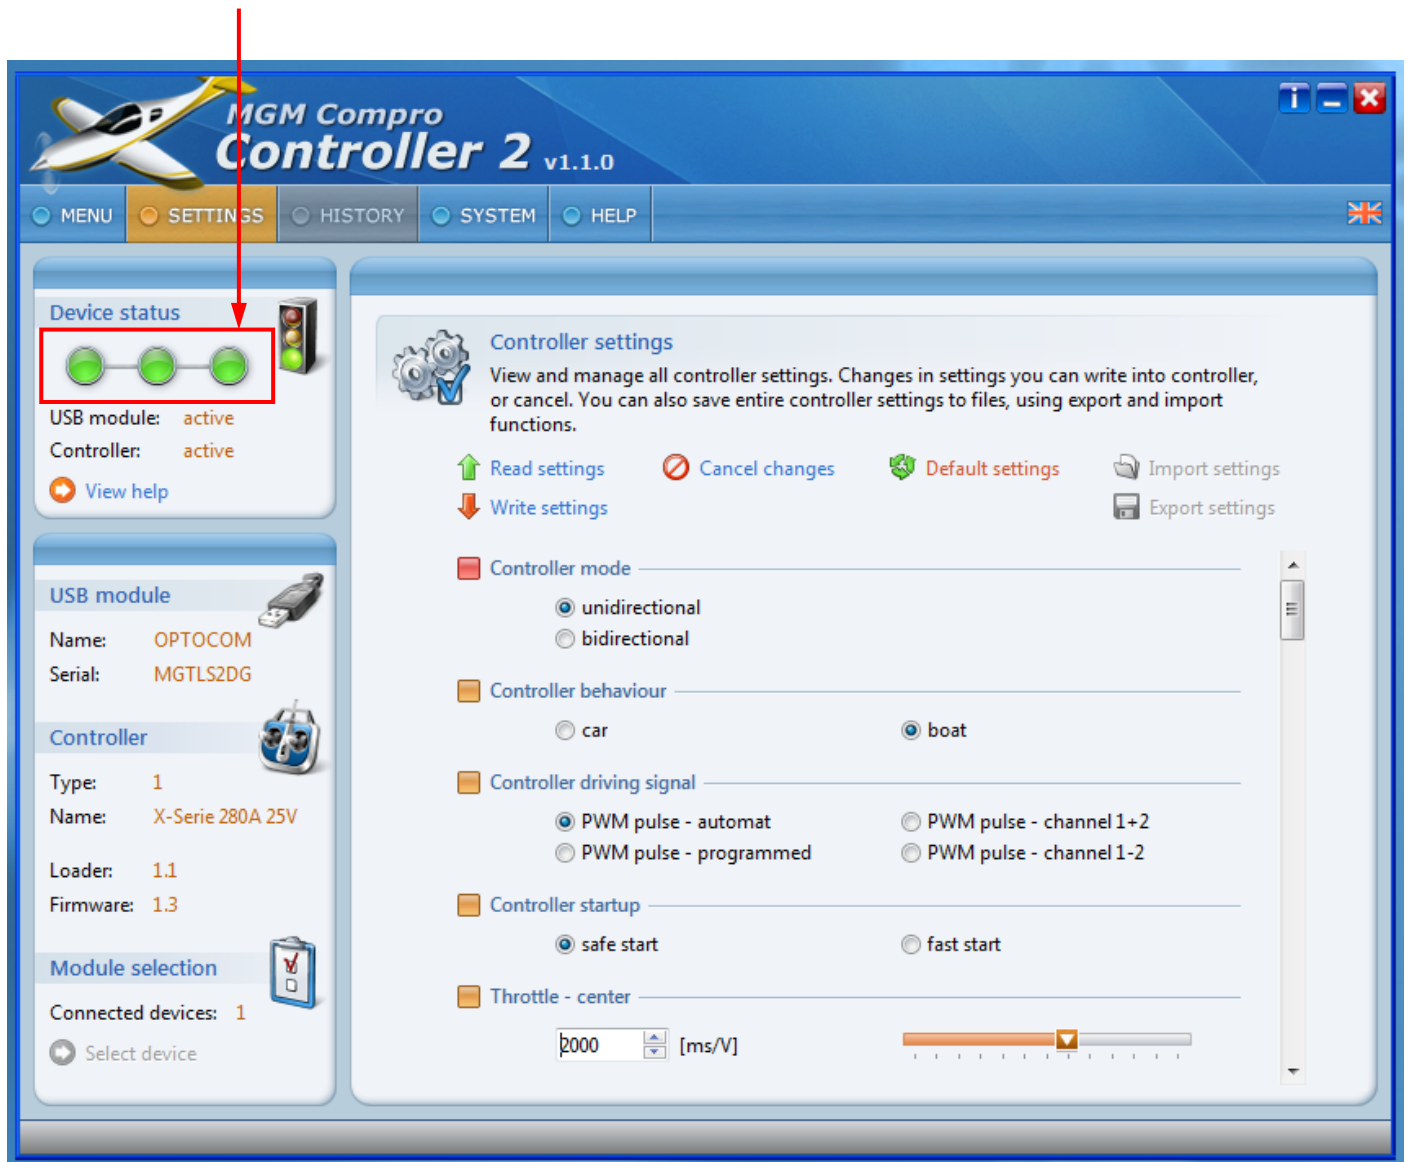 MGM Compro
Controller 2 v1.1.0
MENU SETTINGS HISTORY SYSTEM HELP
Device status
USB module: active
Controller: active
View help
USB module
Name: OPTOCOM
Serial: MGTLS2DG
Controller
Type: 1
Name: X-Serie 280A 25V
Loader: 1.1
Firmware: 1.3
Module selection
Connected devices: 1
Select device
Controller settings
View and manage all controller settings. Changes in settings you can write into controller,
or cancel. You can also save entire controller settings to files, using export and import
functions.
Read settings Cancel changes Default settings Import settings
Write settings Export settings
Controller mode
unidirectional
bidirectional
Controller behaviour
car boat
Controller driving signal
PWM pulse - automat PWM pulse - channel 1+2
PWM pulse - programmed PWM pulse - channel 1-2
Controller startup
safe start fast start
Throttle - center
2000 [ms/V]